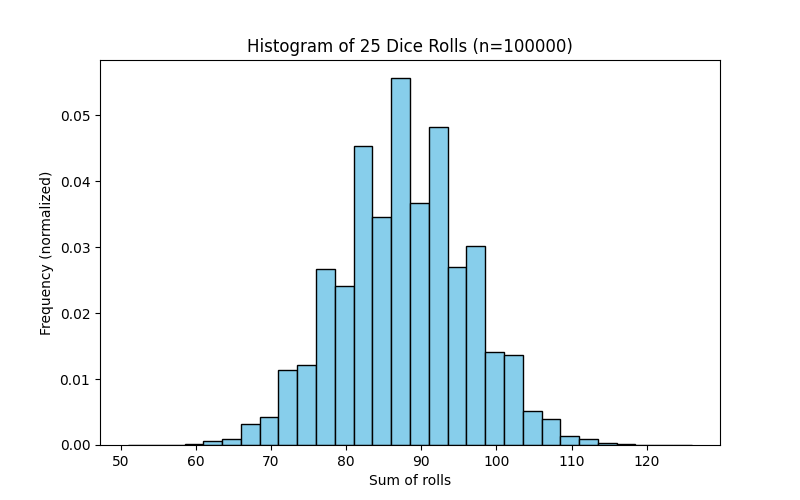 Histogram of 25 Dice Rolls (n=100000)
Frequency (normalized)
0.05
0.04
0.03
0.02
0.01
0.00
50 60 70 80 90 100 110 120
Sum of rolls